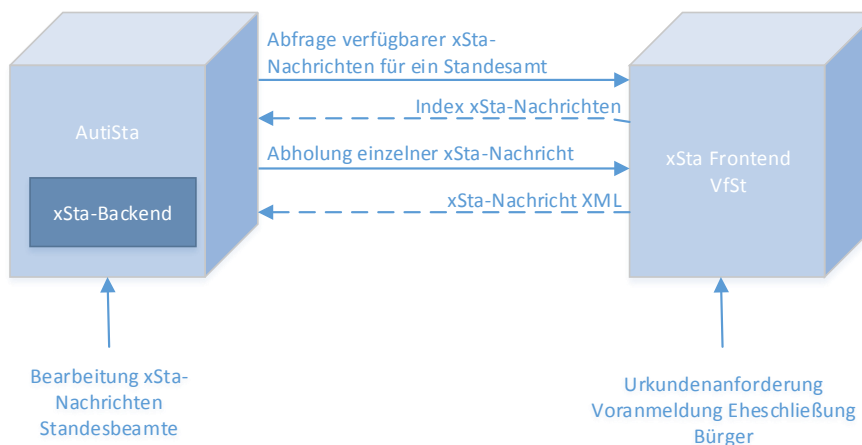 Abfrage verfügbarer xSta-
Nachrichten für ein Standesamt
Index xSta-Nachrichten
AutiSta
Abholung einzelner xSta-Nachricht
xSta Frontend
VfSt
xSta-Backend
xSta-Nachricht XML
Bearbeitung xSta-
Nachrichten
Standesbeamte
Urkundenanforderung
Voranmeldung Eheschließung
Bürger